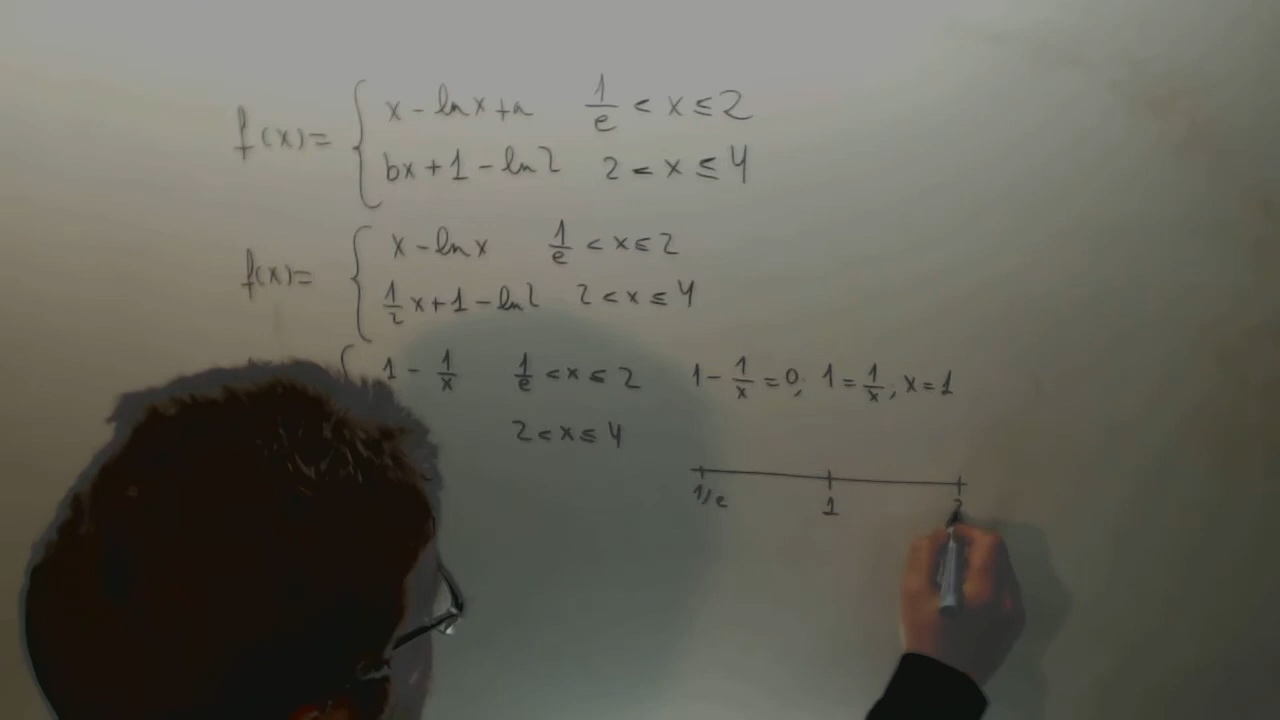 f(x)= { x - ln x + a    1/e < x ≤ 2
bx + 1 - ln 2    2 < x ≤ 4
f(x)= { x - ln x    1/e < x ≤ 2
1/2 x + 1 - ln 2    2 < x ≤ 4
{ 1 - 1/x    1/e < x ≤ 2    1 - 1/x = 0; 1 = 1/x, x = 1
2 < x ≤ 4
1/e    1    2